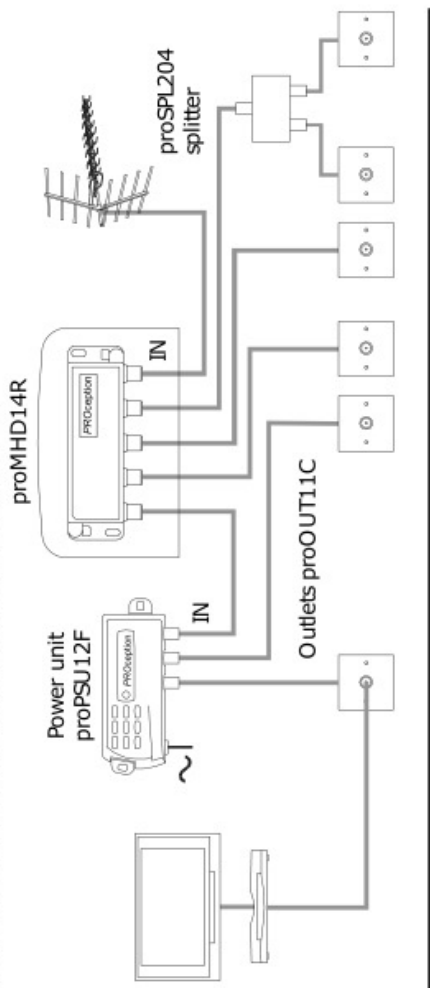 proMHD14R
PROception
IN
proSPL204
splitter
Power unit
proPSU12F
PROception
IN
~
Outlets proOUT11C